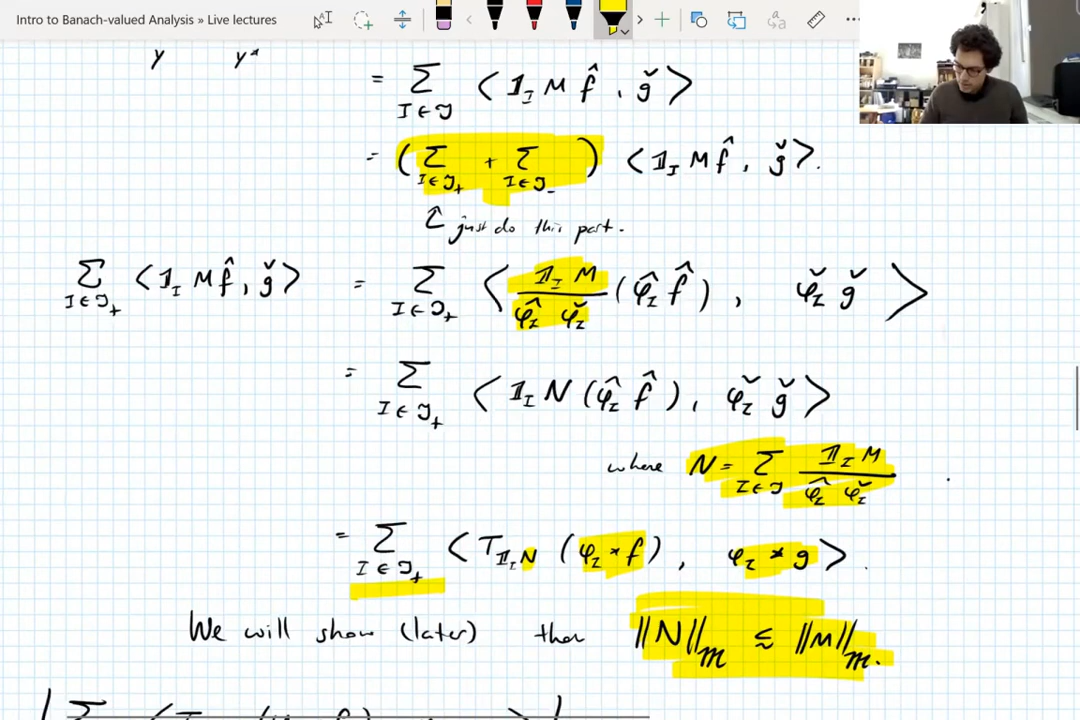 Intro to Banach-valued Analysis » Live lectures
y y*
= Σ_{I∈𝒥} < 𝟙_I M f̂ , ǧ >
= ( Σ_{I∈𝒥₊} + Σ_{I∈𝒥₋} ) < 𝟙_I M f̂ , ǧ >.
↑ just do this part.
Σ_{I∈𝒥₊} < 𝟙_I M f̂ , ǧ > = Σ_{I∈𝒥₊} < (𝟙_I M)/(φ̂_I φ̌_I) (φ̂_I f̂) , φ̌_I ǧ >
= Σ_{I∈𝒥₊} < 𝟙_I N (φ̂_I f̂) , φ̌_I ǧ >
where N = Σ_{I∈𝒥} (𝟙_I M)/(φ̂_I φ̌_I) .
= Σ_{I∈𝒥₊} < T_{𝟙_I N} (φ_I * f) , φ_I * g > .
We will show (later) that ||N||_𝔪 ≲ ||M||_𝔪.